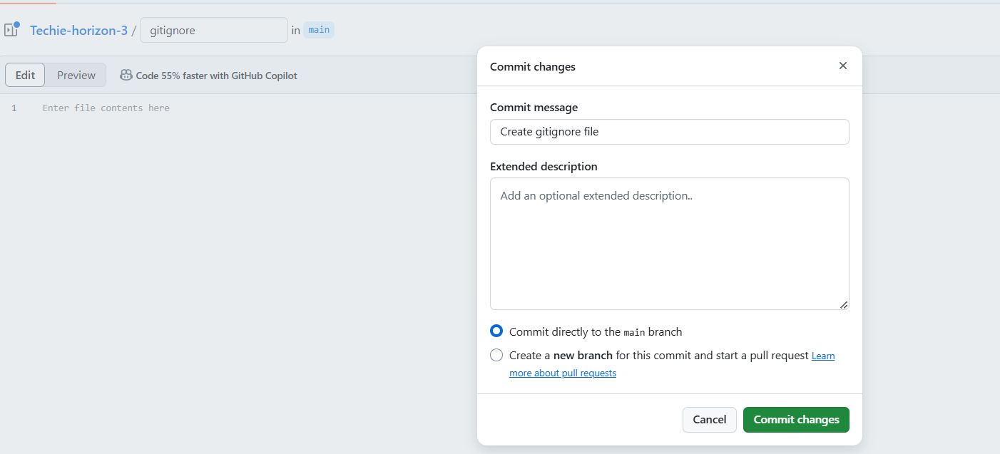 Techie-horizon-3 / gitignore in main
Edit Preview Code 55% faster with GitHub Copilot
1 Enter file contents here
Commit changes
Commit message
Create gitignore file
Extended description
Add an optional extended description..
Commit directly to the main branch
Create a new branch for this commit and start a pull request Learn
more about pull requests
Cancel Commit changes